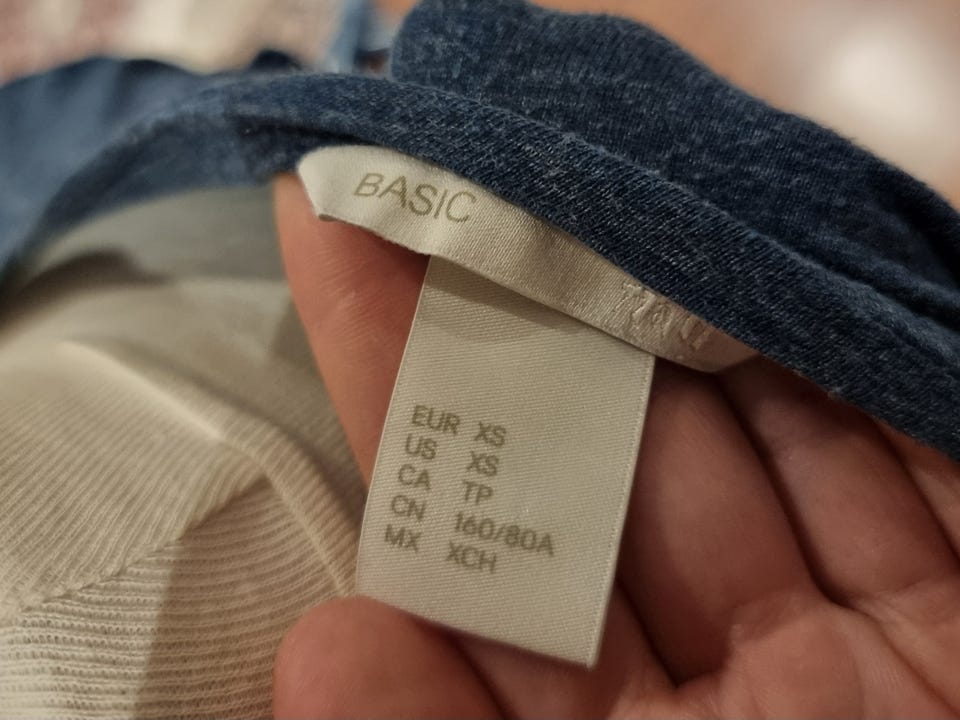 BASIC
EUR XS
US XS
CA TP
CN 160/80A
MX XCH